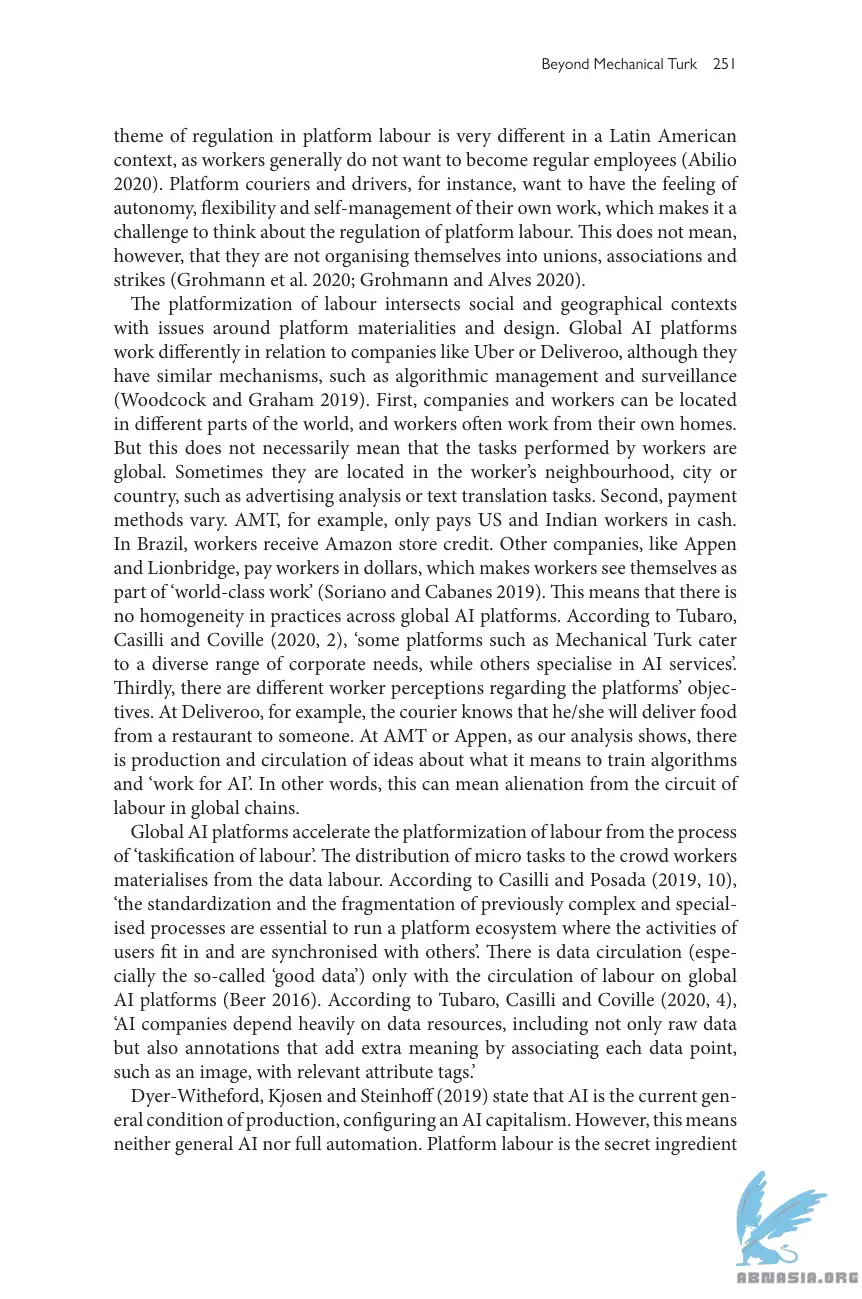 Beyond Mechanical Turk 251
theme of regulation in platform labour is very different in a Latin American
context, as workers generally do not want to become regular employees (Abilio
2020). Platform couriers and drivers, for instance, want to have the feeling of
autonomy, flexibility and self-management of their own work, which makes it a
challenge to think about the regulation of platform labour. This does not mean,
however, that they are not organising themselves into unions, associations and
strikes (Grohmann et al. 2020; Grohmann and Alves 2020).
The platformization of labour intersects social and geographical contexts
with issues around platform materialities and design. Global AI platforms
work differently in relation to companies like Uber or Deliveroo, although they
have similar mechanisms, such as algorithmic management and surveillance
(Woodcock and Graham 2019). First, companies and workers can be located
in different parts of the world, and workers often work from their own homes.
But this does not necessarily mean that the tasks performed by workers are
global. Sometimes they are located in the worker’s neighbourhood, city or
country, such as advertising analysis or text translation tasks. Second, payment
methods vary. AMT, for example, only pays US and Indian workers in cash.
In Brazil, workers receive Amazon store credit. Other companies, like Appen
and Lionbridge, pay workers in dollars, which makes workers see themselves as
part of ‘world-class work’ (Soriano and Cabanes 2019). This means that there is
no homogeneity in practices across global AI platforms. According to Tubaro,
Casilli and Coville (2020, 2), ‘some platforms such as Mechanical Turk cater
to a diverse range of corporate needs, while others specialise in AI services’.
Thirdly, there are different worker perceptions regarding the platforms’ objec-
tives. At Deliveroo, for example, the courier knows that he/she will deliver food
from a restaurant to someone. At AMT or Appen, as our analysis shows, there
is production and circulation of ideas about what it means to train algorithms
and ‘work for AI’. In other words, this can mean alienation from the circuit of
labour in global chains.
Global AI platforms accelerate the platformization of labour from the process
of ‘taskification of labour’. The distribution of micro tasks to the crowd workers
materialises from the data labour. According to Casilli and Posada (2019, 10),
‘the standardization and the fragmentation of previously complex and special-
ised processes are essential to run a platform ecosystem where the activities of
users fit in and are synchronised with others’. There is data circulation (espe-
cially the so-called ‘good data’) only with the circulation of labour on global
AI platforms (Beer 2016). According to Tubaro, Casilli and Coville (2020, 4),
‘AI companies depend heavily on data resources, including not only raw data
but also annotations that add extra meaning by associating each data point,
such as an image, with relevant attribute tags.’
Dyer-Witheford, Kjosen and Steinhoff (2019) state that AI is the current gen-
eral condition of production, configuring an AI capitalism. However, this means
neither general AI nor full automation. Platform labour is the secret ingredient
ABNASIA.ORG